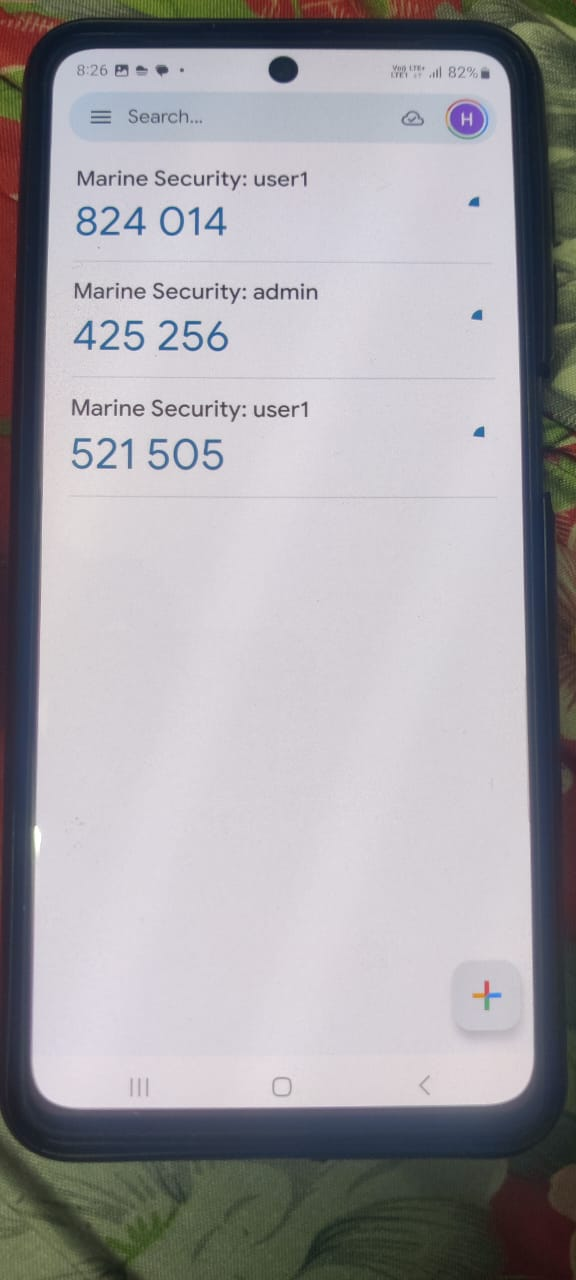 8:26 82%
Search...
H
Marine Security: user1
824 014
Marine Security: admin
425 256
Marine Security: user1
521 505